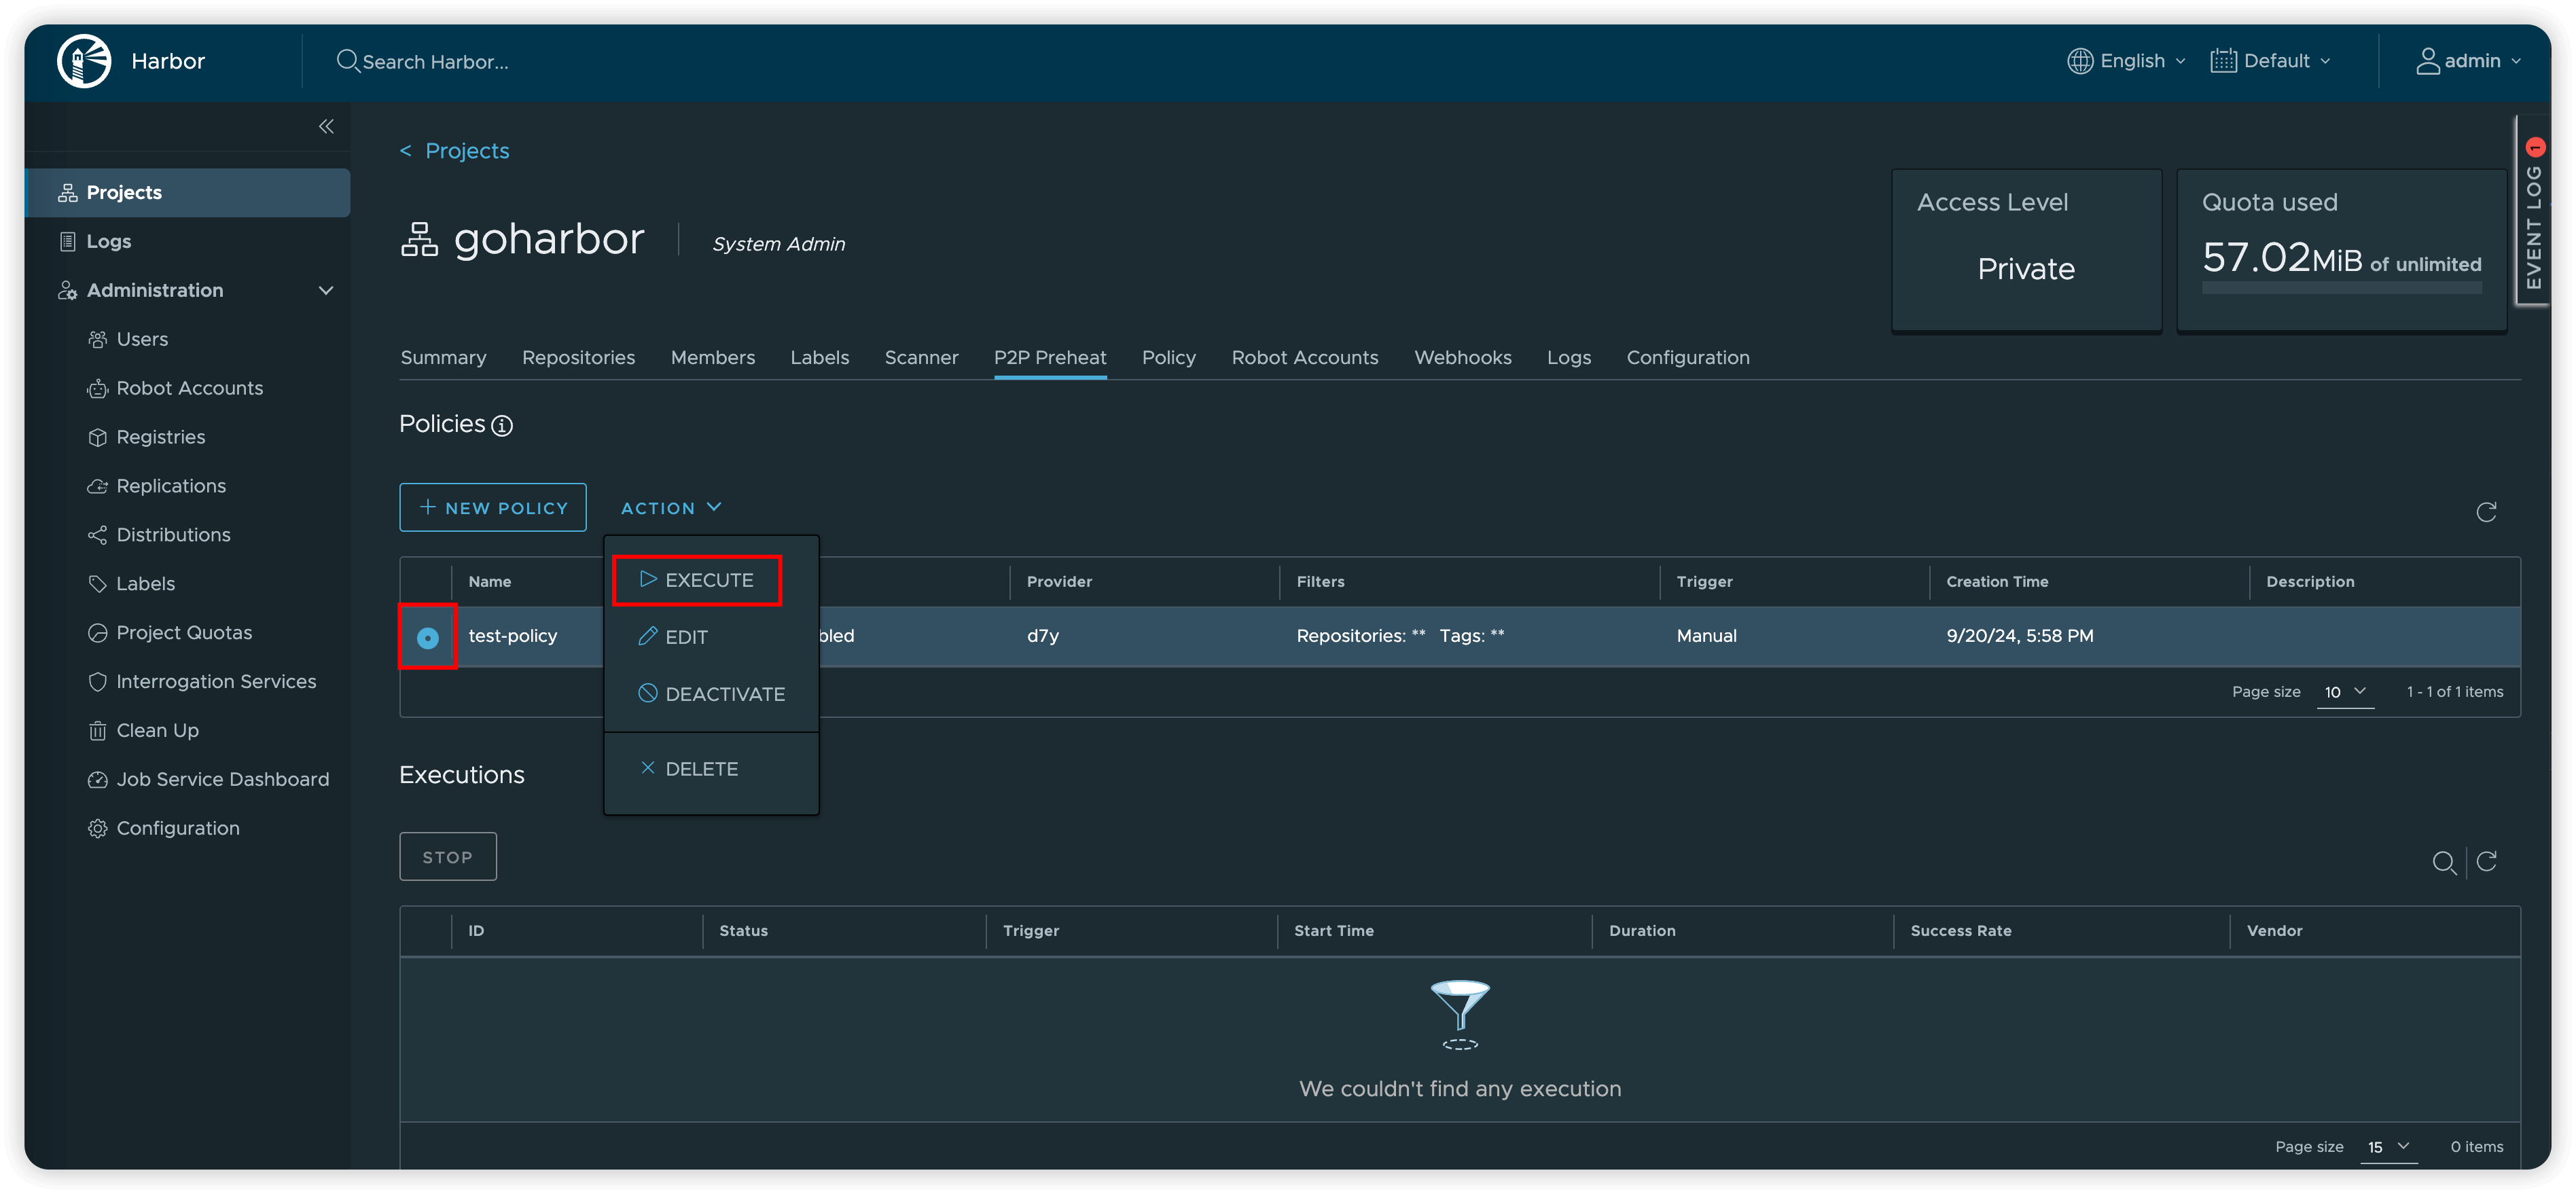 Harbor
Search Harbor...
English
Default
admin
Projects
Logs
Administration
Users
Robot Accounts
Registries
Replications
Distributions
Labels
Project Quotas
Interrogation Services
Clean Up
Job Service Dashboard
Configuration
< Projects
goharbor
System Admin
Access Level
Private
Quota used
57.02MiB of unlimited
EVENT LOG 1
Summary Repositories Members Labels Scanner P2P Preheat Policy Robot Accounts Webhooks Logs Configuration
Policies
+ NEW POLICY
ACTION
EXECUTE
EDIT
DEACTIVATE
DELETE
Name Provider Filters Trigger Creation Time Description
test-policy bled d7y Repositories: ** Tags: ** Manual 9/20/24, 5:58 PM
Page size 10 1 - 1 of 1 items
Executions
STOP
ID Status Trigger Start Time Duration Success Rate Vendor
We couldn't find any execution
Page size 15 0 items